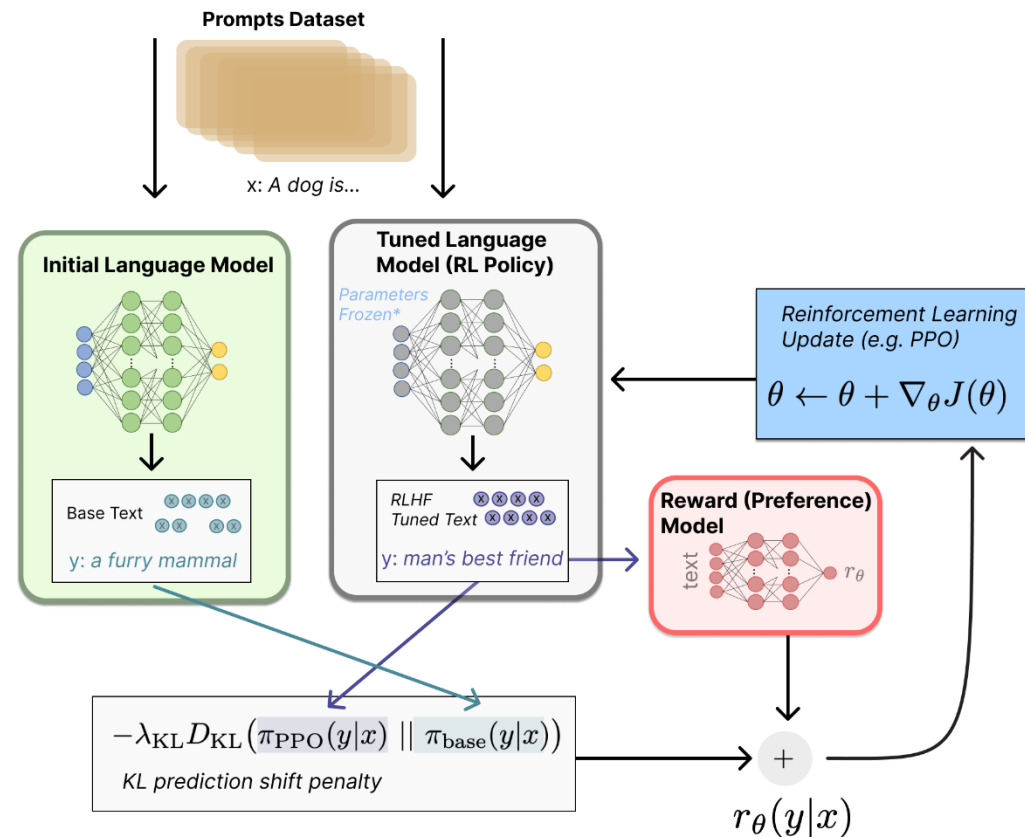 Prompts Dataset
x: A dog is...
Initial Language Model
Base Text
x x x x
x x x x
y: a furry mammal
Tuned Language
Model (RL Policy)
Parameters
Frozen*
RLHF
Tuned Text
x x x x
x x x x
y: man's best friend
Reinforcement Learning
Update (e.g. PPO)
θ ← θ + ∇θJ(θ)
Reward (Preference)
Model
text
rθ
−λKL DKL(πPPO(y|x) || πbase(y|x))
KL prediction shift penalty
+
rθ(y|x)